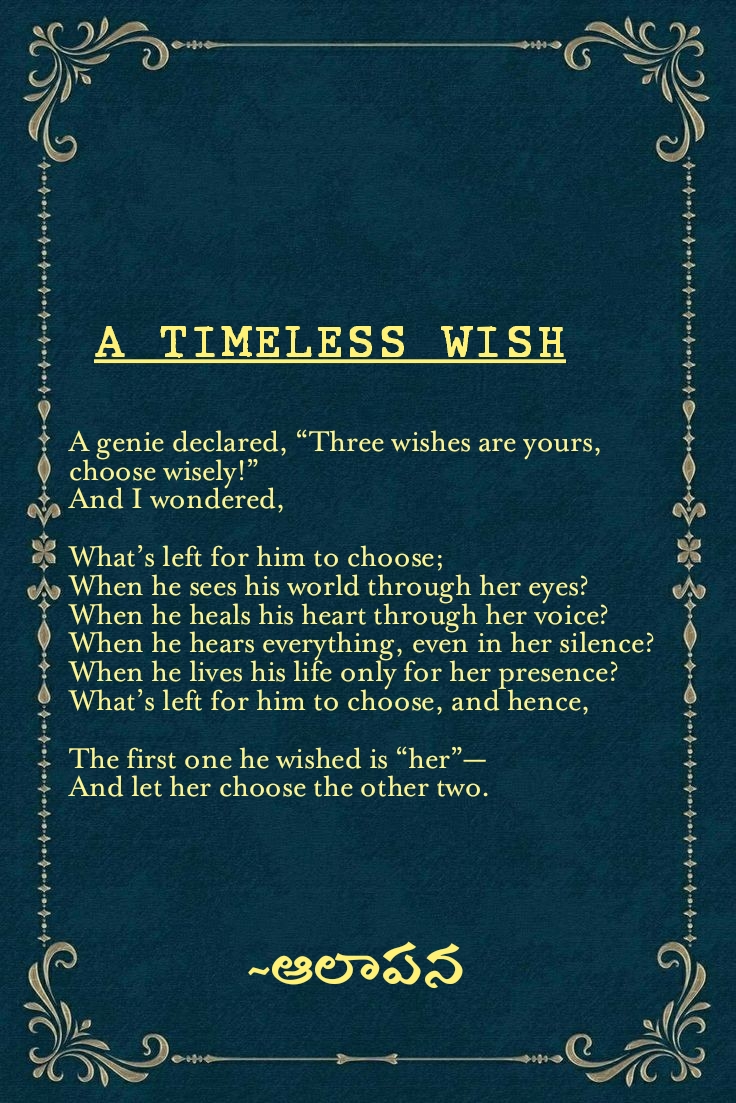 A TIMELESS WISH
A genie declared, “Three wishes are yours,
choose wisely!”
And I wondered,
What’s left for him to choose;
When he sees his world through her eyes?
When he heals his heart through her voice?
When he hears everything, even in her silence?
When he lives his life only for her presence?
What’s left for him to choose, and hence,
The first one he wished is “her”—
And let her choose the other two.
~ఆలాపన